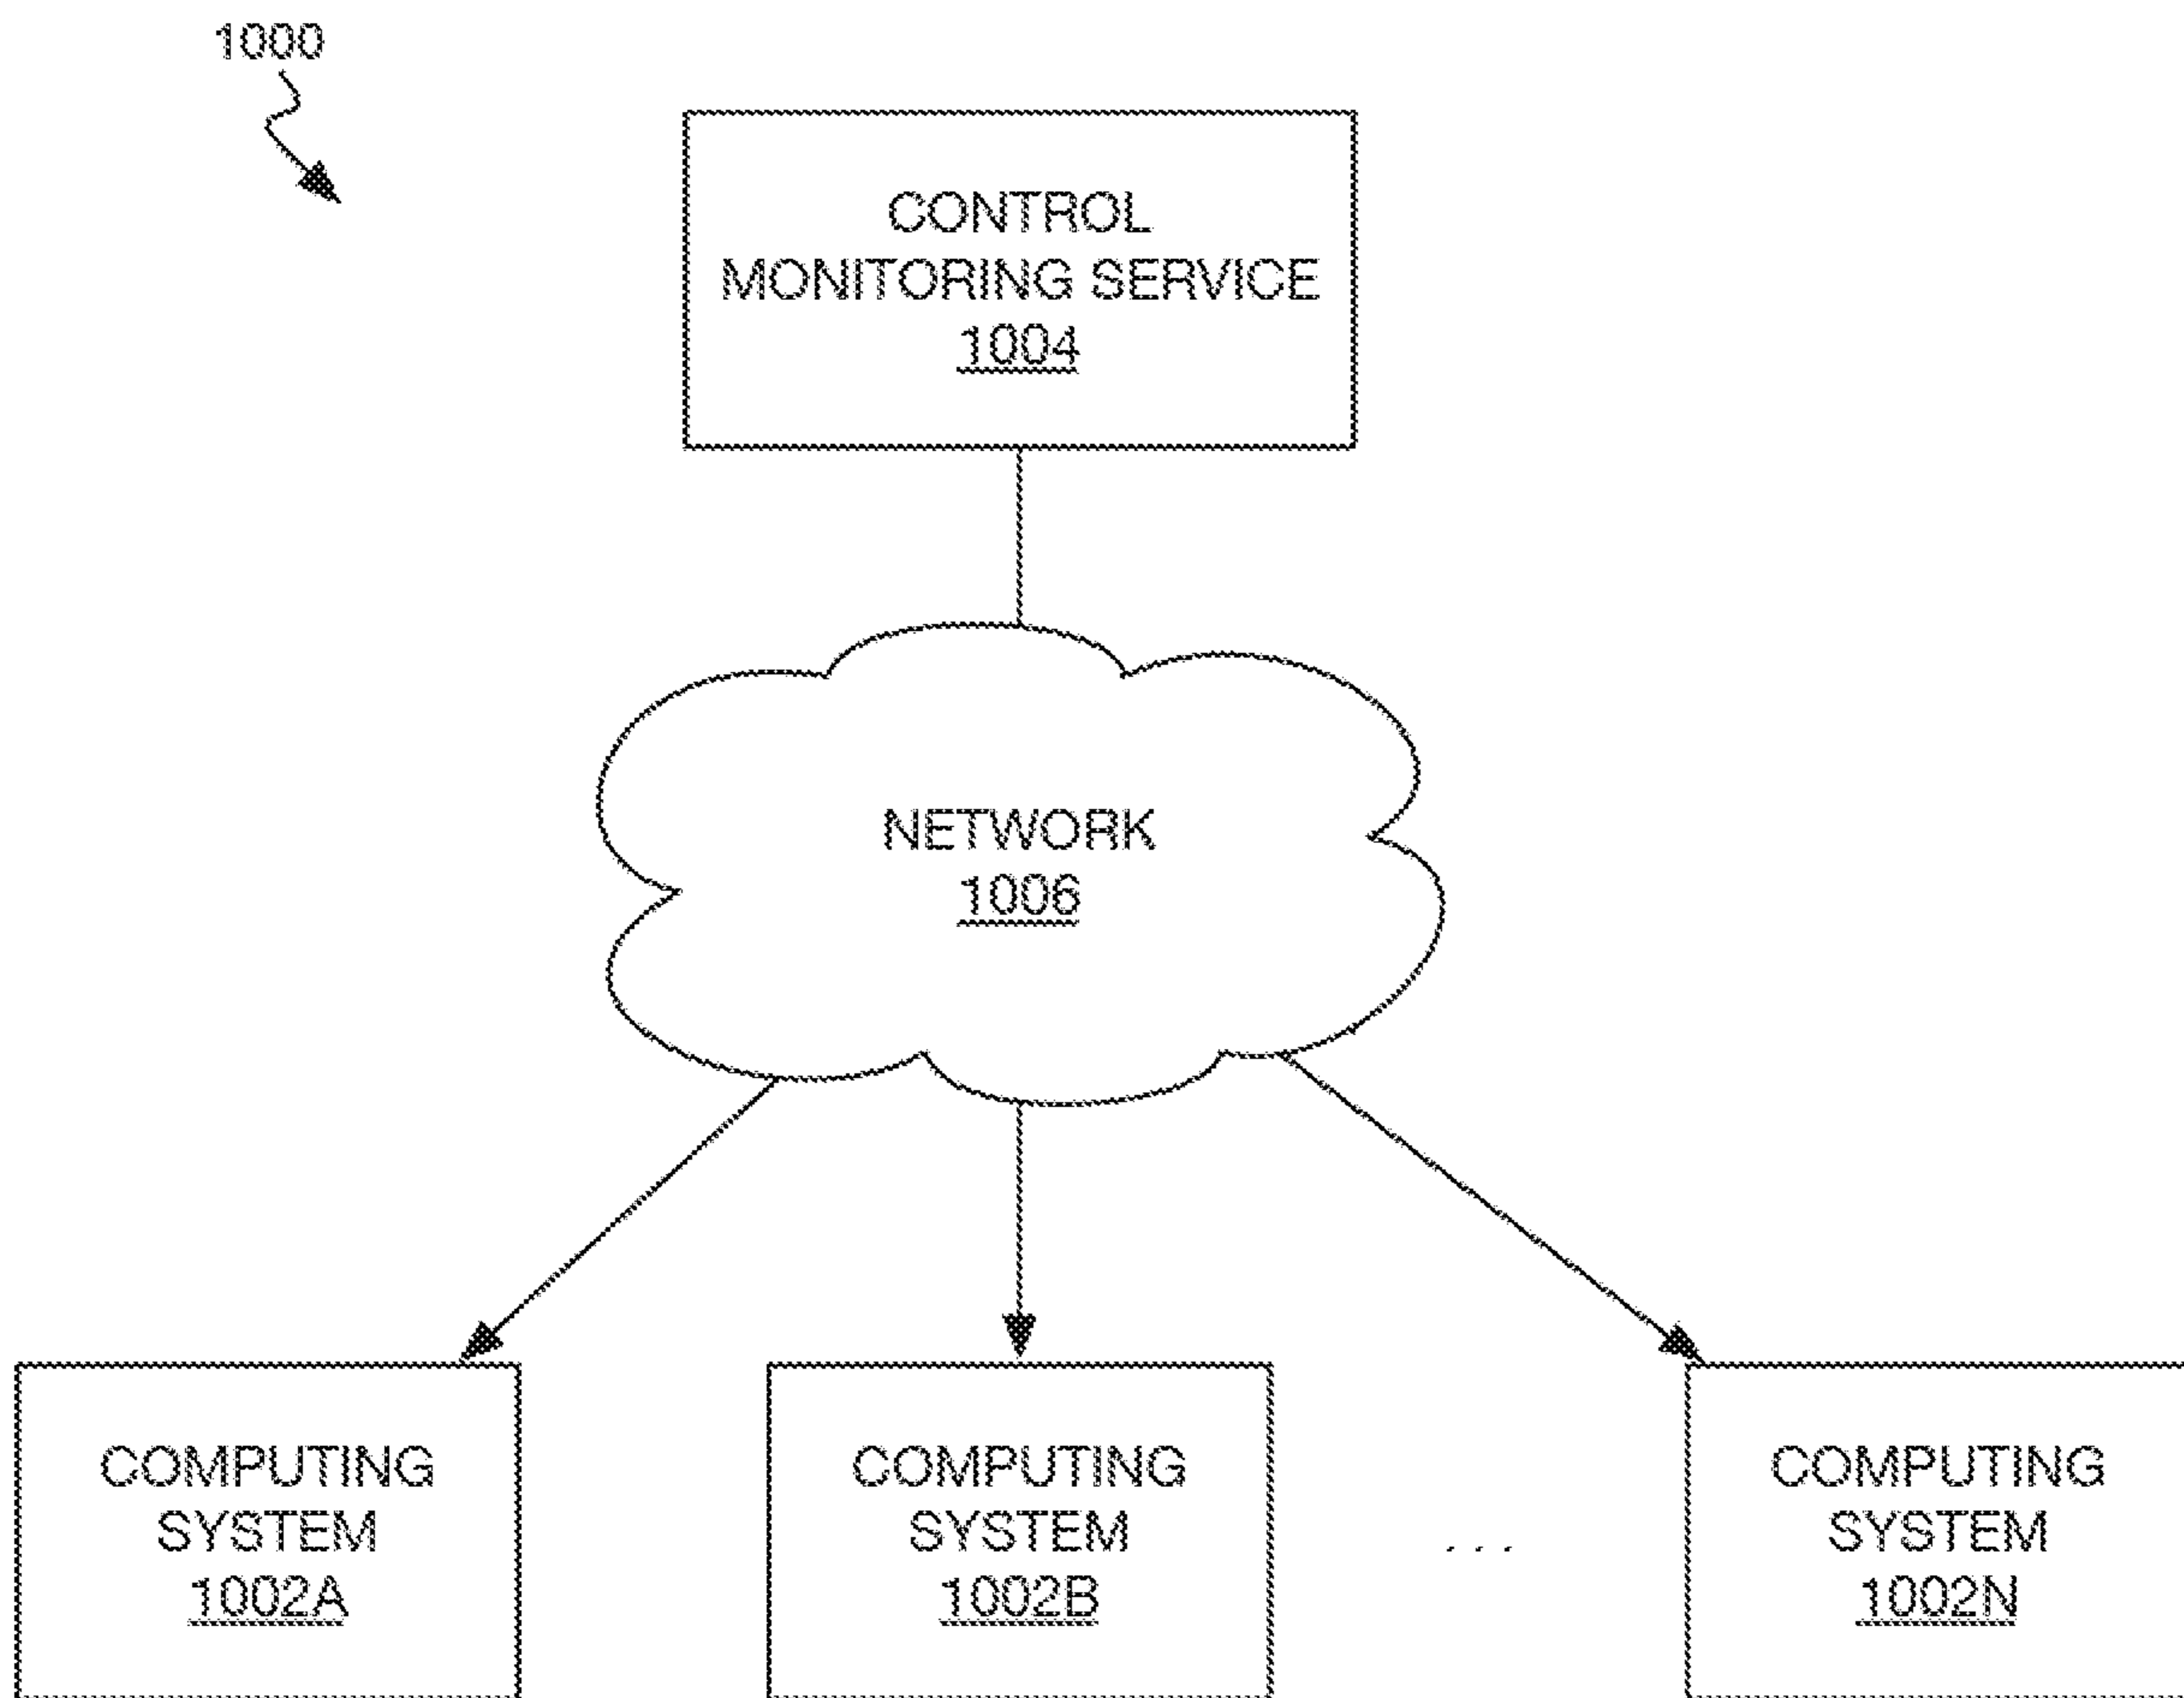 1000
CONTROL
MONITORING SERVICE
1004
NETWORK
1006
COMPUTING
SYSTEM
1002A
COMPUTING
SYSTEM
1002B
. . .
COMPUTING
SYSTEM
1002N